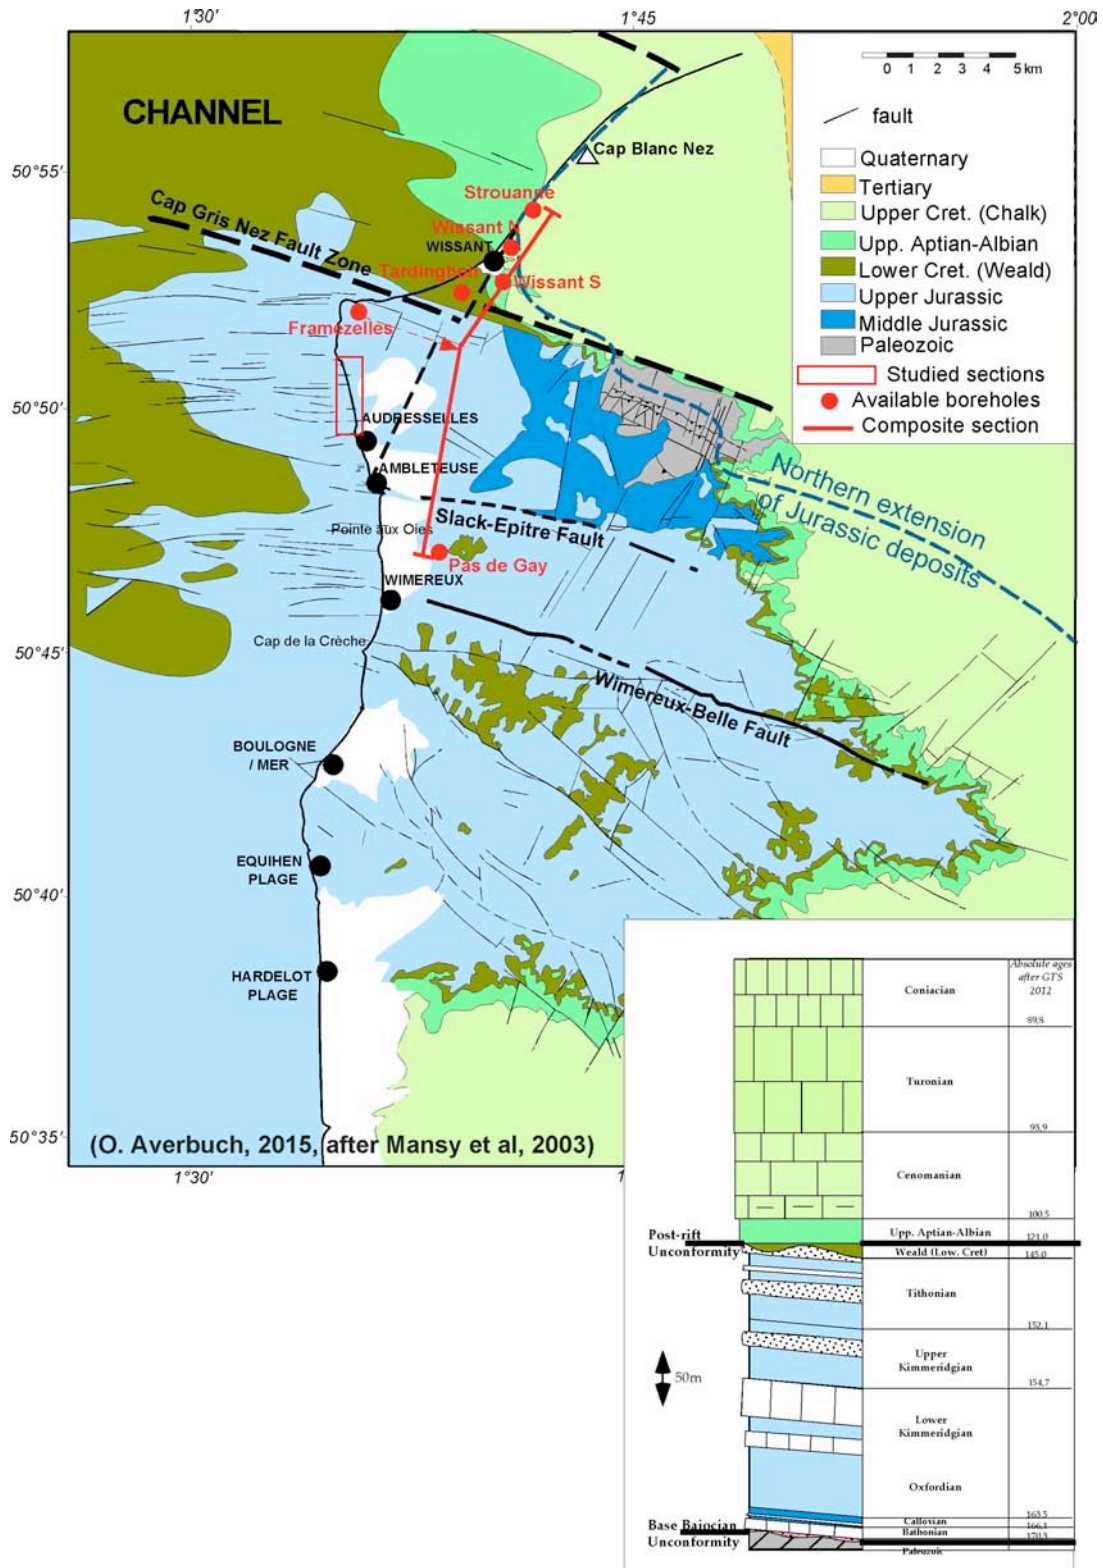 1°30'
1°45
2°00
0 1 2 3 4 5 km
fault
Quaternary
Tertiary
Upper Cret. (Chalk)
Upp. Aptian-Albian
Lower Cret. (Weald)
Upper Jurassic
Middle Jurassic
Paleozoic
Studied sections
Available boreholes
Composite section
CHANNEL
Cap Blanc Nez
50°55'
Strouanne
Cap Gris Nez Fault Zone
Wissant N
WISSANT
Tardinghen
Wissant S
Framezelles
50°50'
AUDRESSELLES
AMBLETEUSE
Northern extension
of Jurassic deposits
Slack-Epitre Fault
Pointe aux Oies
Pas de Gay
WIMEREUX
Cap de la Crèche
50°45'
Wimereux-Belle Fault
BOULOGNE
/ MER
EQUIHEN
PLAGE
50°40'
HARDELOT
PLAGE
50°35'
(O. Averbuch, 2015, after Mansy et al, 2003)
1°30'
Absolute ages
after GTS
2012
Coniacian
89,8
Turonian
93,9
Cenomanian
100,5
Post-rift
Unconformity
Upp. Aptian-Albian
121,0
Weald (Low. Cret)
145,0
Tithonian
152,1
Upper
Kimmeridgian
154,7
50m
Lower
Kimmeridgian
Oxfordian
163,5
Callovian
166,1
Base Bajocian
Unconformity
Bathonian
170,3
Paleozoic